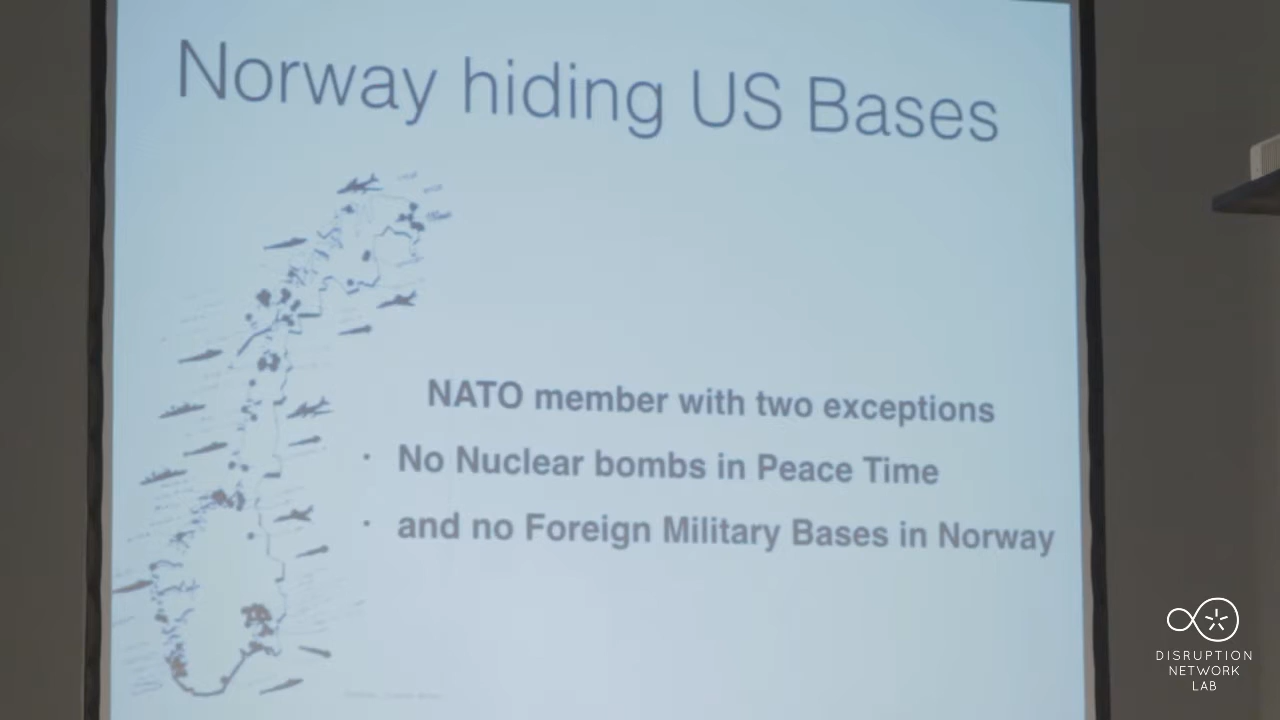 Norway hiding US Bases
NATO member with two exceptions
· No Nuclear bombs in Peace Time
· and no Foreign Military Bases in Norway
DISRUPTION
NETWORK
LAB